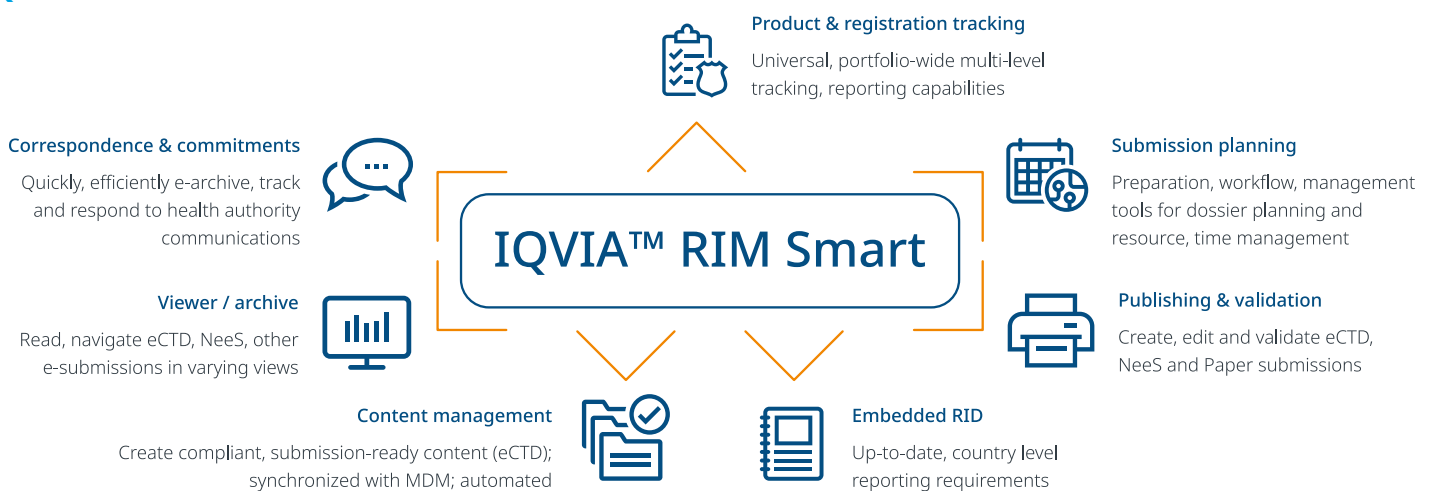 Product & registration tracking
Universal, portfolio-wide multi-level
tracking, reporting capabilities
Correspondence & commitments
Quickly, efficiently e-archive, track
and respond to health authority
communications
Submission planning
Preparation, workflow, management
tools for dossier planning and
resource, time management
IQVIA™ RIM Smart
Viewer / archive
Read, navigate eCTD, NeeS, other
e-submissions in varying views
Publishing & validation
Create, edit and validate eCTD,
NeeS and Paper submissions
Content management
Create compliant, submission-ready content (eCTD);
synchronized with MDM; automated
Embedded RID
Up-to-date, country level
reporting requirements